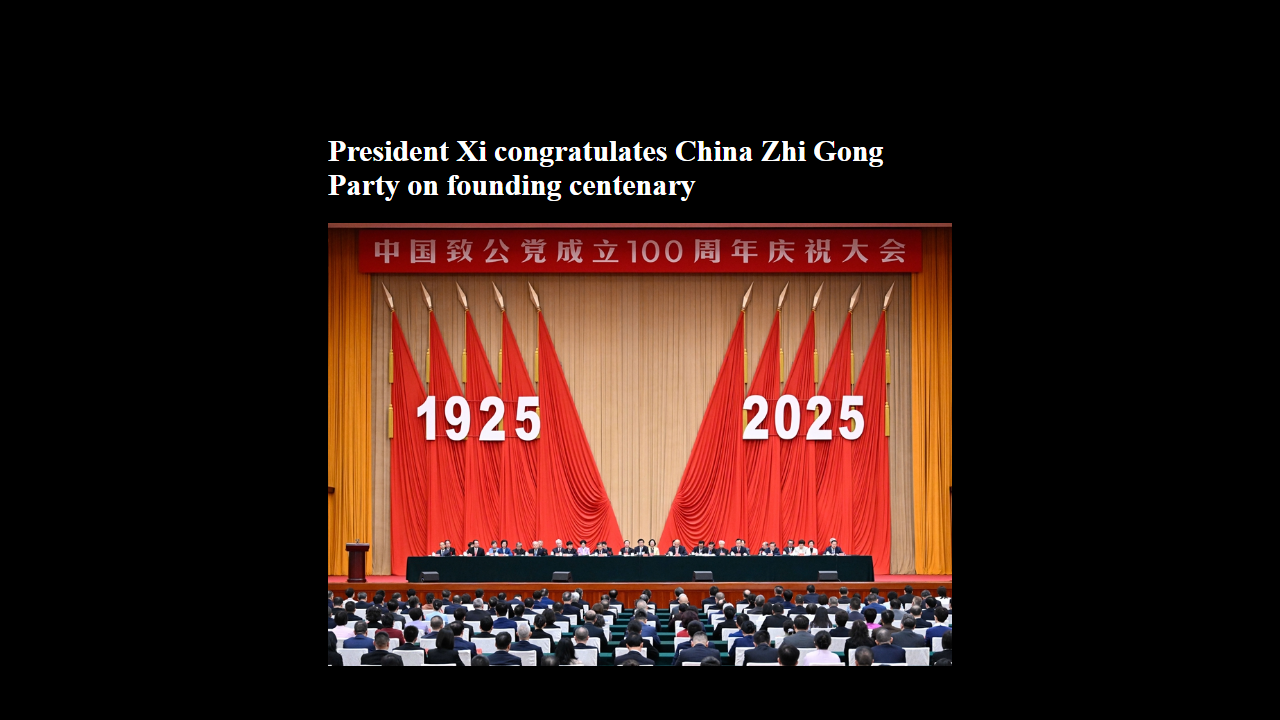 President Xi congratulates China Zhi Gong
Party on founding centenary
中国致公党成立100周年庆祝大会
1925
2025